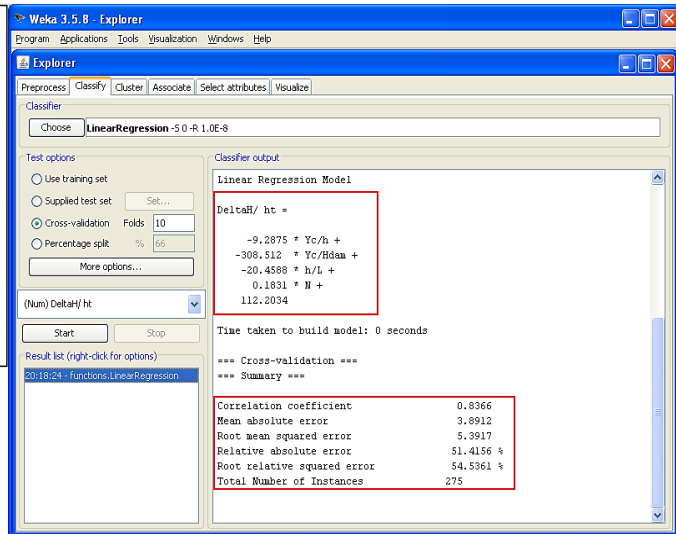 Weka 3.5.8 - Explorer
Program Applications Tools Visualization Windows Help
Explorer
Preprocess Classify Cluster Associate Select attributes Visualize
Classifier
Choose LinearRegression -S 0 -R 1.0E-8
Test options
Use training set
Supplied test set Set...
Cross-validation Folds 10
Percentage split % 66
More options...
(Num) DeltaH/ ht
Start Stop
Result list (right-click for options)
20:18:24 - functions.LinearRegression
Classifier output
Linear Regression Model
DeltaH/ ht =
-9.2875 * Yc/h +
-308.512 * Yc/Hdam +
-20.4588 * h/L +
0.1831 * N +
112.2034
Time taken to build model: 0 seconds
=== Cross-validation ===
=== Summary ===
Correlation coefficient 0.8366
Mean absolute error 3.8912
Root mean squared error 5.3917
Relative absolute error 51.4156 %
Root relative squared error 54.5361 %
Total Number of Instances 275